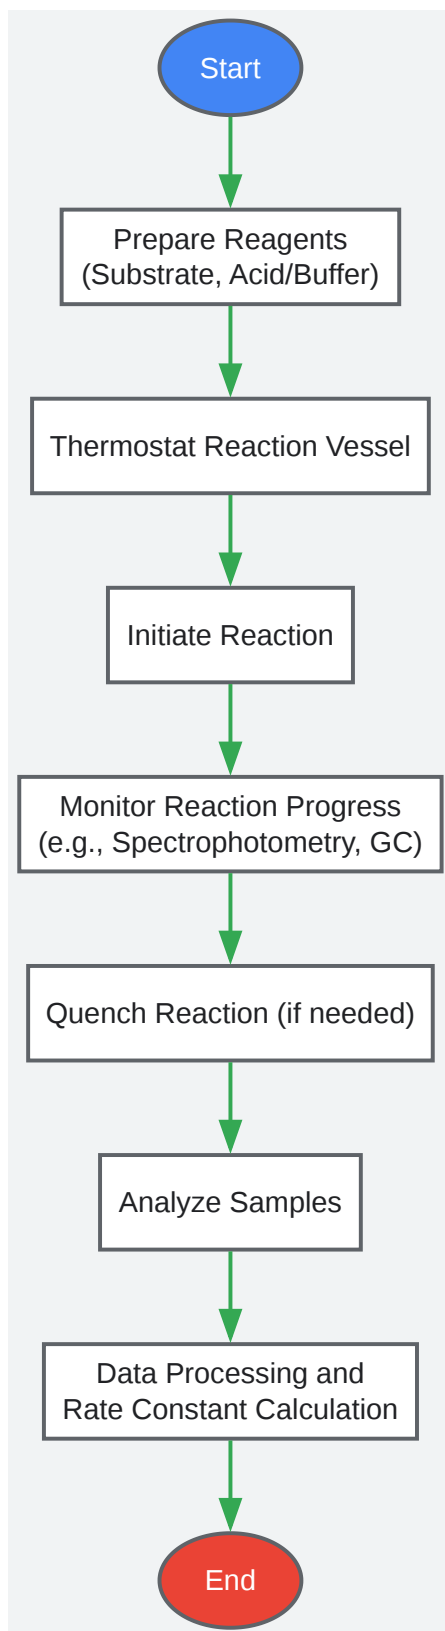 Start
Prepare Reagents
(Substrate, Acid/Buffer)
Thermostat Reaction Vessel
Initiate Reaction
Monitor Reaction Progress
(e.g., Spectrophotometry, GC)
Quench Reaction (if needed)
Analyze Samples
Data Processing and
Rate Constant Calculation
End